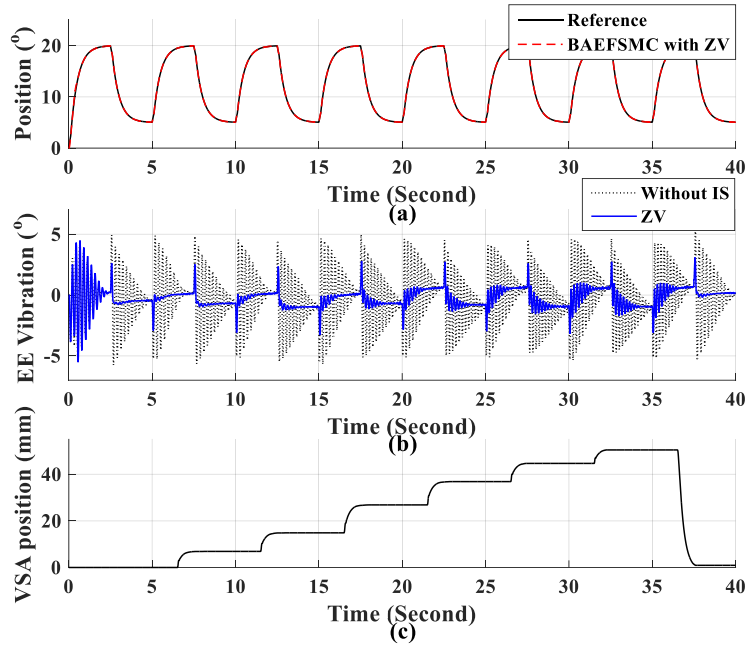 Reference
BAEFSMC with ZV
Position (°)
20
10
0
0 5 10 15 20 25 30 35 40
Time (Second)
(a)
Without IS
ZV
EE Vibration (°)
5
0
−5
0 5 10 15 20 25 30 35 40
Time (Second)
(b)
VSA position (mm)
40
20
0
0 5 10 15 20 25 30 35 40
Time (Second)
(c)